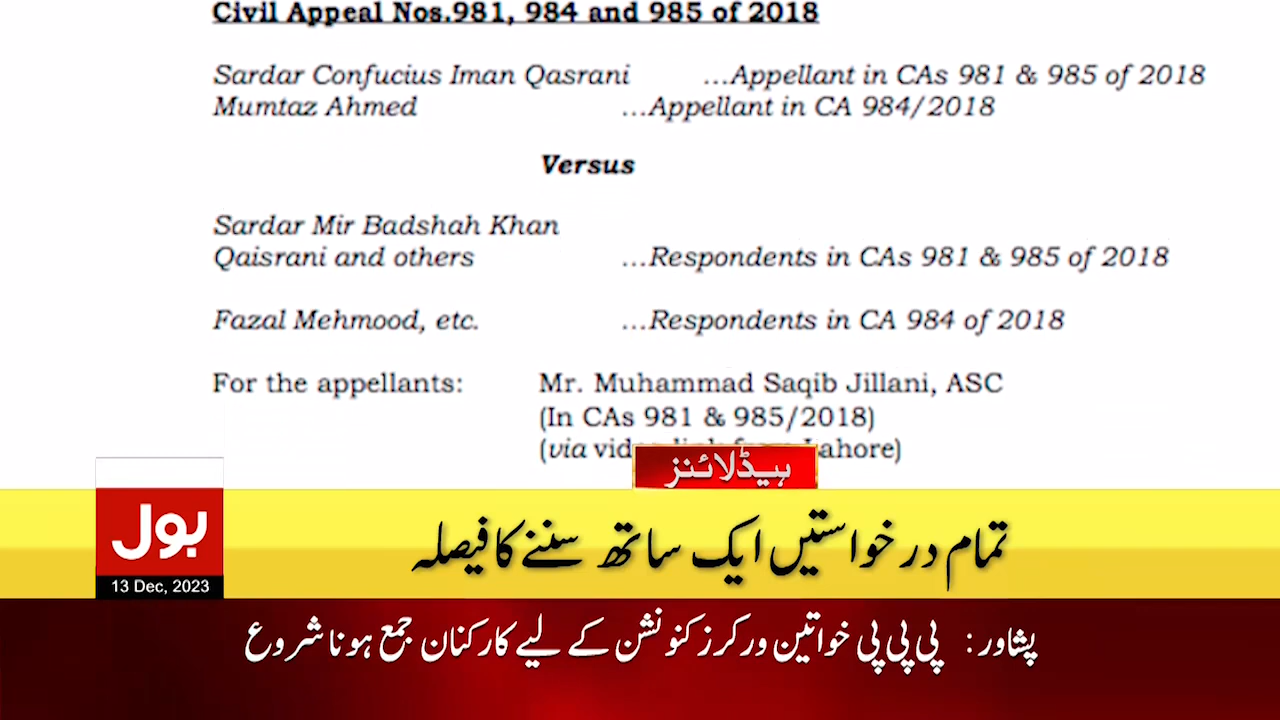 Civil Appeal Nos.981, 984 and 985 of 2018
Sardar Confucius Iman Qasrani ...Appellant in CAs 981 & 985 of 2018
Mumtaz Ahmed ...Appellant in CA 984/2018
Versus
Sardar Mir Badshah Khan
Qaisrani and others ...Respondents in CAs 981 & 985 of 2018
Fazal Mehmood, etc. ...Respondents in CA 984 of 2018
For the appellants: Mr. Muhammad Saqib Jillani, ASC
(In CAs 981 & 985/2018)
(via Lahore)
ہیڈلائنز
بول
13 Dec, 2023
تمام درخواستیں ایک ساتھ سننے کا فیصلہ
پشاور: پی پی پی خواتین ورکرز کنونشن کے لیے کارکنان جمع ہونا شروع